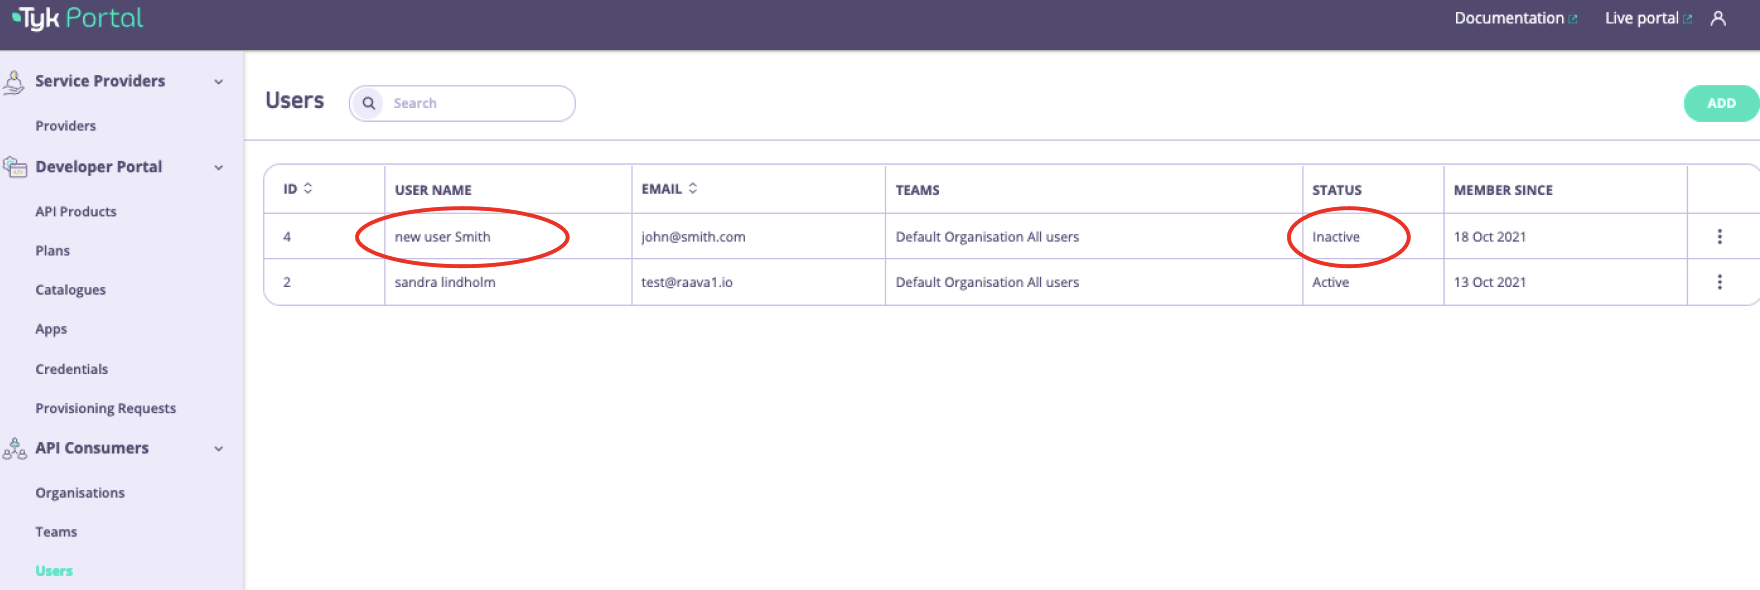 Tyk Portal
Documentation
Live portal
Service Providers
Providers
Developer Portal
API Products
Plans
Catalogues
Apps
Credentials
Provisioning Requests
API Consumers
Organisations
Teams
Users
Users
Search
ADD
ID USER NAME EMAIL TEAMS STATUS MEMBER SINCE
4 new user Smith john@smith.com Default Organisation All users Inactive 18 Oct 2021
2 sandra lindholm test@raava1.io Default Organisation All users Active 13 Oct 2021